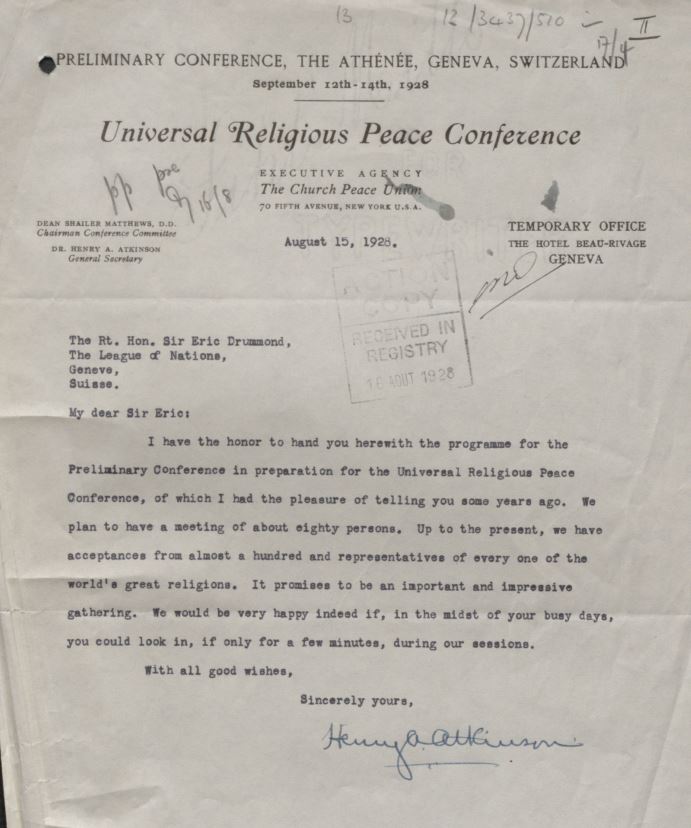 13 12/3437/510 II
17/4
PRELIMINARY CONFERENCE, THE ATHÉNÉE, GENEVA, SWITZERLAND
September 12th-14th, 1928
Universal Religious Peace Conference
EXECUTIVE AGENCY
The Church Peace Union
70 FIFTH AVENUE, NEW YORK U.S.A.
pp 16/8
DEAN SHAILER MATTHEWS, D.D.
Chairman Conference Committee
DR. HENRY A. ATKINSON
General Secretary
August 15, 1928.
TEMPORARY OFFICE
THE HOTEL BEAU-RIVAGE
GENEVA
RECEIVED IN
REGISTRY
16 AOUT 1928
The Rt. Hon. Sir Eric Drummond,
The League of Nations,
Geneve,
Suisse.
My dear Sir Eric:
I have the honor to hand you herewith the programme for the
Preliminary Conference in preparation for the Universal Religious Peace
Conference, of which I had the pleasure of telling you some years ago. We
plan to have a meeting of about eighty persons. Up to the present, we have
acceptances from almost a hundred and representatives of every one of the
world's great religions. It promises to be an important and impressive
gathering. We would be very happy indeed if, in the midst of your busy days,
you could look in, if only for a few minutes, during our sessions.
With all good wishes,
Sincerely yours,
Henry A. Atkinson